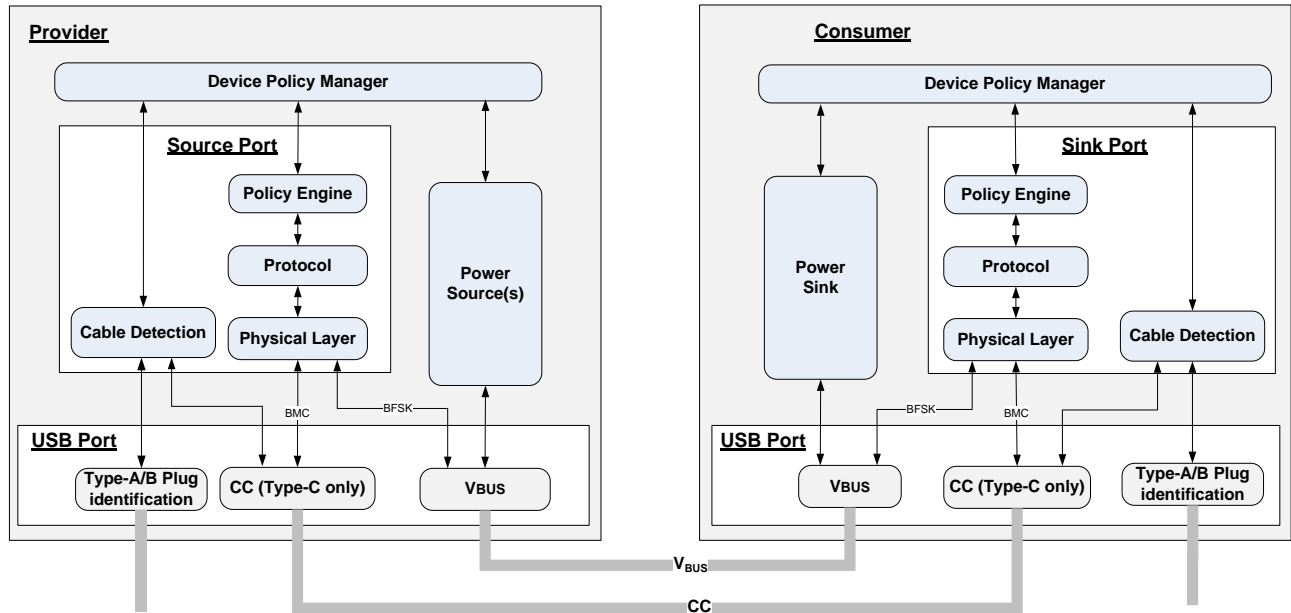 Provider
Device Policy Manager
Source Port
Policy Engine
Protocol
Cable Detection
Physical Layer
Power
Source(s)
BMC
BFSK
USB Port
Type-A/B Plug
identification
CC (Type-C only)
VBUS
Consumer
Device Policy Manager
Sink Port
Power
Sink
Policy Engine
Protocol
Physical Layer
Cable Detection
BFSK
BMC
USB Port
VBUS
CC (Type-C only)
Type-A/B Plug
identification
VBUS
CC